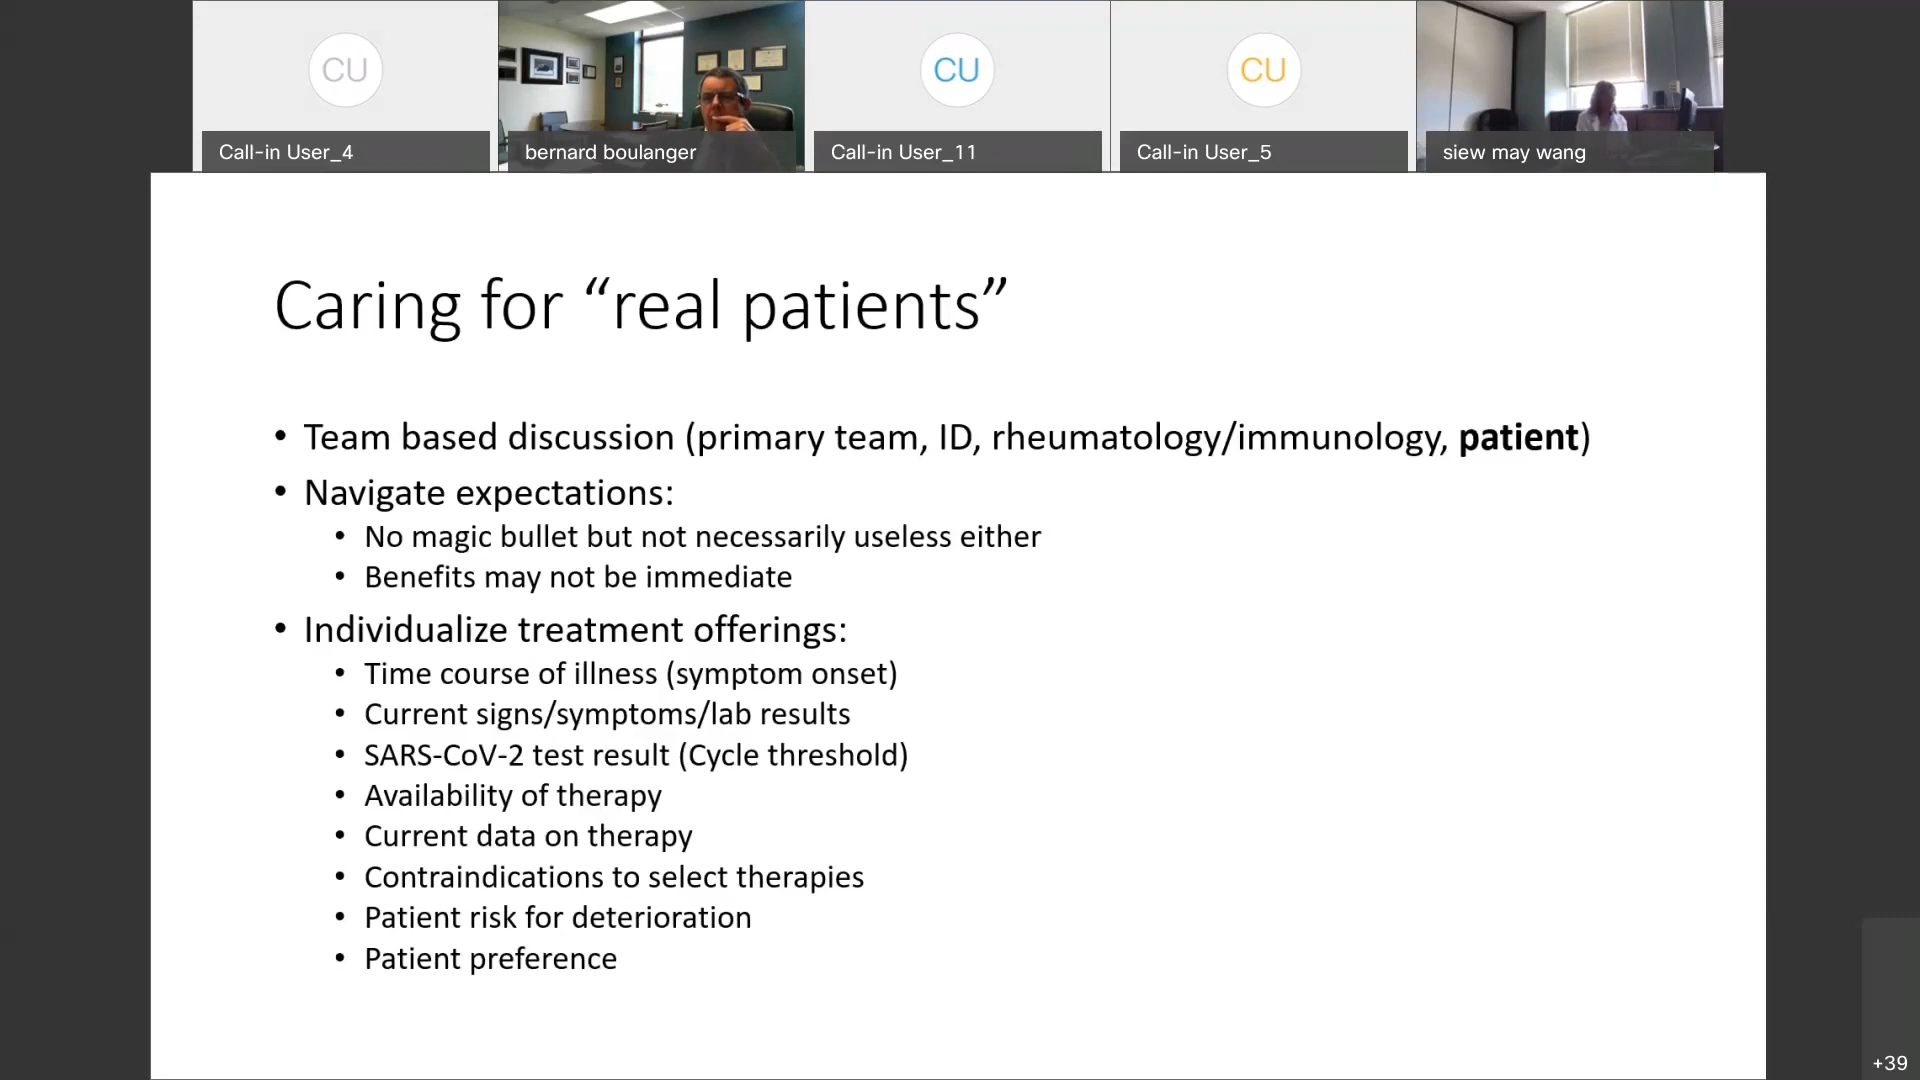 CU
CU
CU
Call-in User_4
bernard boulanger
Call-in User_11
Call-in User_5
siew may wang
Caring for “real patients”
• Team based discussion (primary team, ID, rheumatology/immunology, patient)
• Navigate expectations:
• No magic bullet but not necessarily useless either
• Benefits may not be immediate
• Individualize treatment offerings:
• Time course of illness (symptom onset)
• Current signs/symptoms/lab results
• SARS-CoV-2 test result (Cycle threshold)
• Availability of therapy
• Current data on therapy
• Contraindications to select therapies
• Patient risk for deterioration
• Patient preference
+39